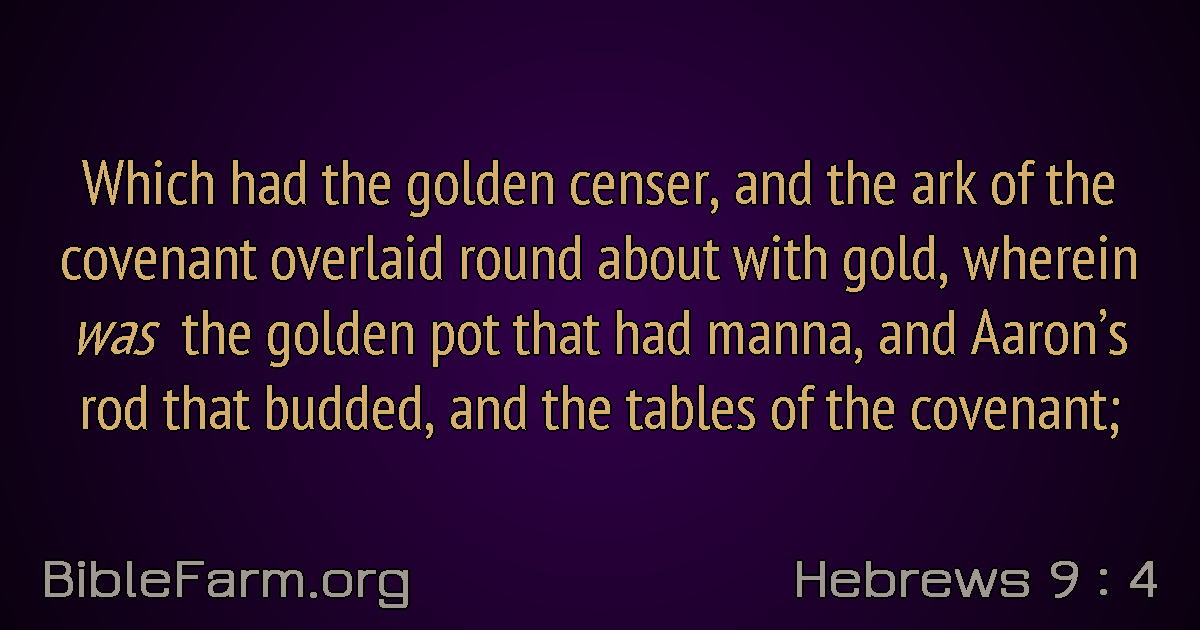 Which had the golden censer, and the ark of the
covenant overlaid round about with gold, wherein
was the golden pot that had manna, and Aaron’s
rod that budded, and the tables of the covenant;
BibleFarm.org
Hebrews 9 : 4